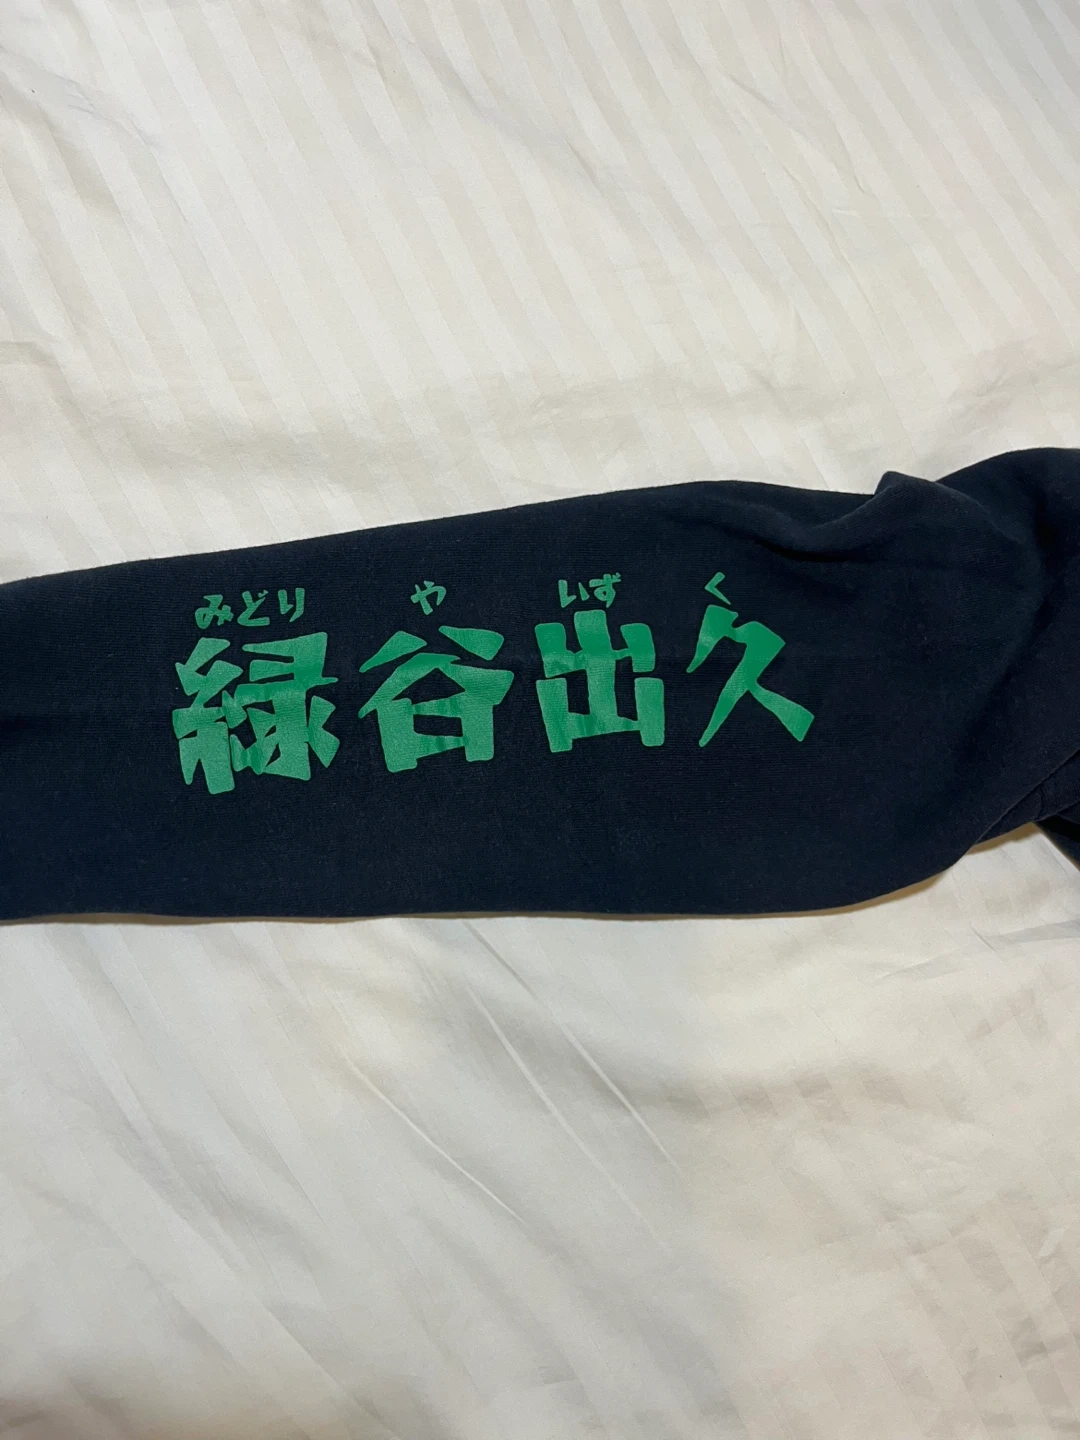 みどり や いず く
緑谷出久